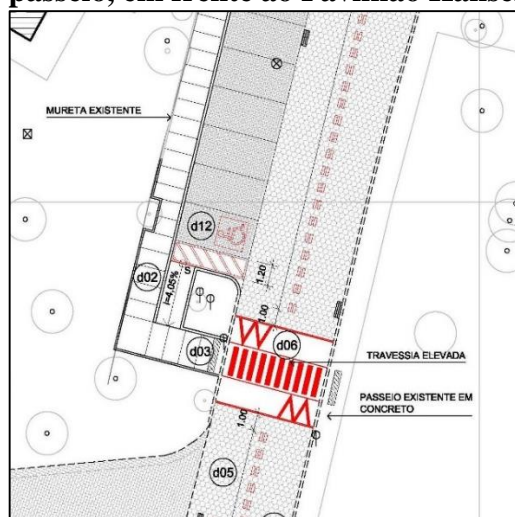 passeio, em frente ao Pavilhão
MURETA EXISTENTE
d12
d02
i=4,05%
S
1.20
1.00
d03
d06
TRAVESSIA ELEVADA
PASSEIO EXISTENTE EM
CONCRETO
1.00
d05